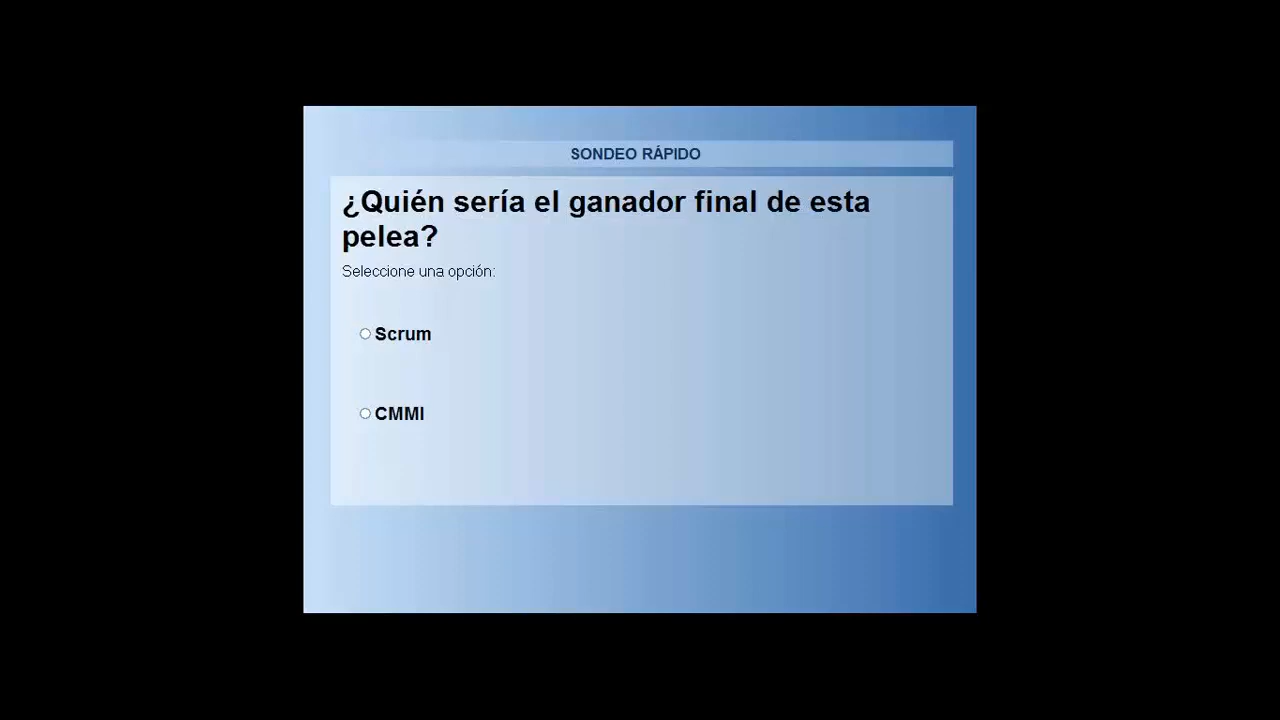 SONDEO RÁPIDO
¿Quién sería el ganador final de esta
pelea?
Seleccione una opción:
Scrum
CMMI